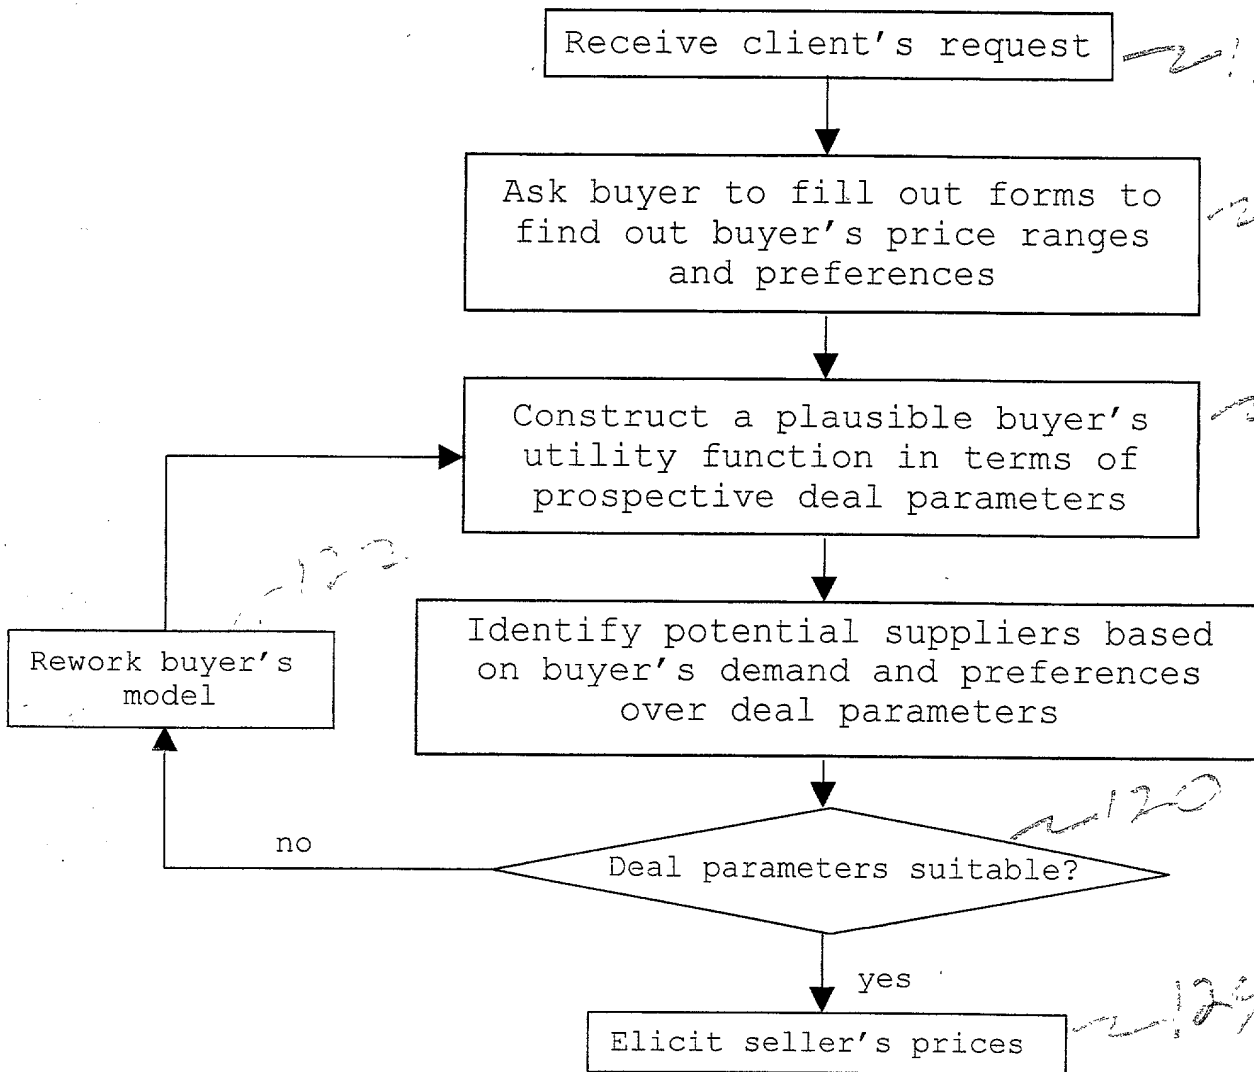 Receive client's request
Ask buyer to fill out forms to
find out buyer's price ranges
and preferences
Construct a plausible buyer's
utility function in terms of
prospective deal parameters
122
Rework buyer's
model
Identify potential suppliers based
on buyer's demand and preferences
over deal parameters
120
no
Deal parameters suitable?
yes
Elicit seller's prices